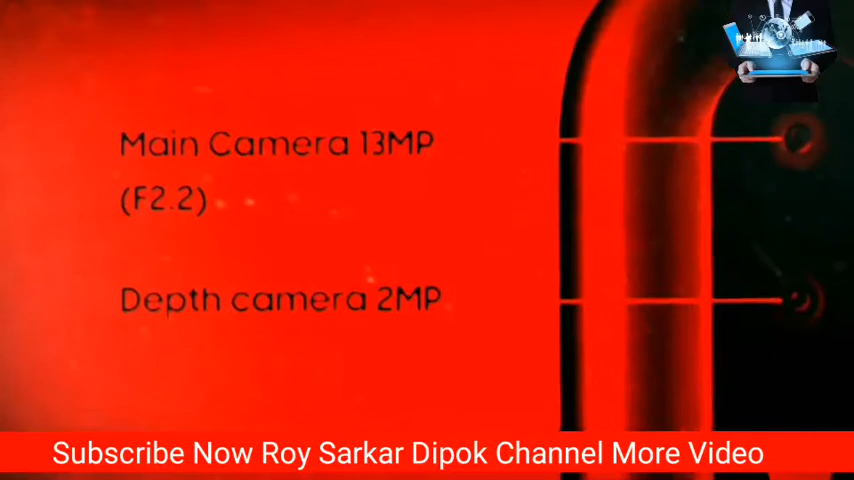 Main Camera 13MP
(F2.2)
Depth camera 2MP
Subscribe Now Roy Sarkar Dipok Channel More Video